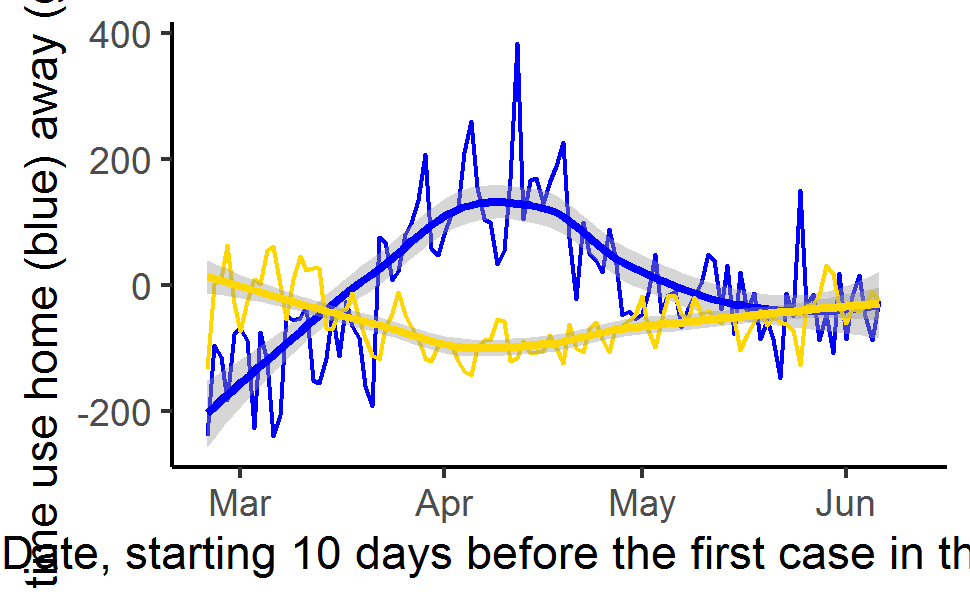 time use home (blue) away (
400
200
0
-200
Mar Apr May Jun
Date, starting 10 days before the first case in th